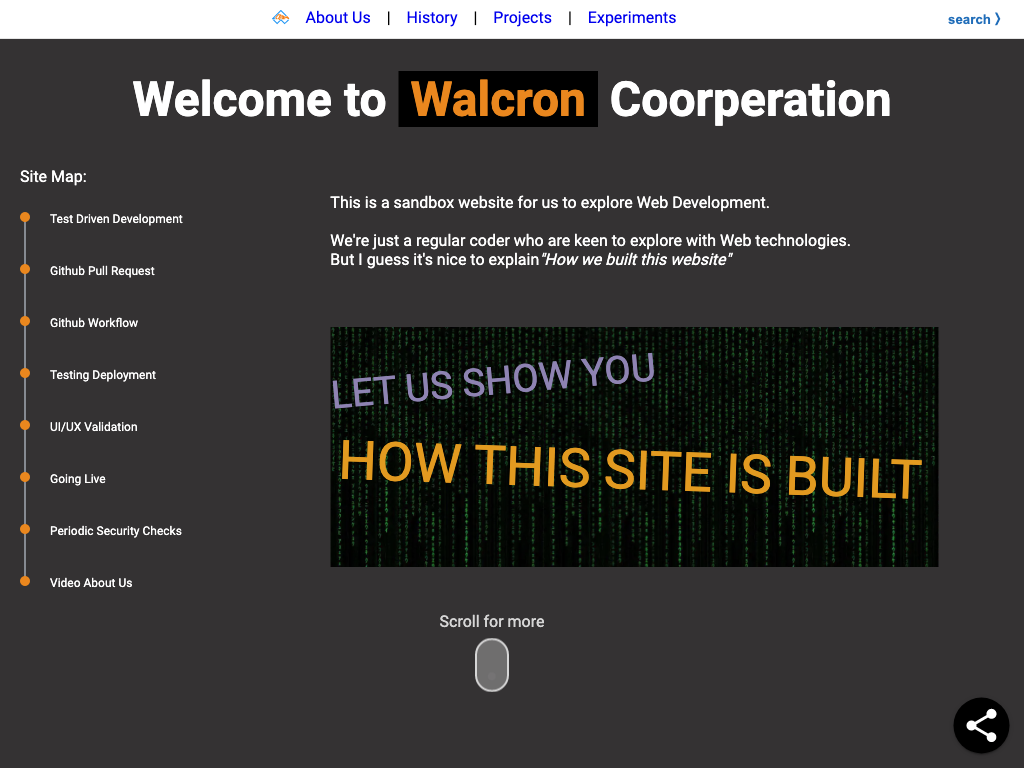 About Us | History | Projects | Experiments
search ⟩
Welcome to Walcron Coorperation
Site Map:
Test Driven Development
Github Pull Request
Github Workflow
Testing Deployment
UI/UX Validation
Going Live
Periodic Security Checks
Video About Us
This is a sandbox website for us to explore Web Development.
We're just a regular coder who are keen to explore with Web technologies.
But I guess it's nice to explain "How we built this website"
LET US SHOW YOU
HOW THIS SITE IS BUILT
Scroll for more